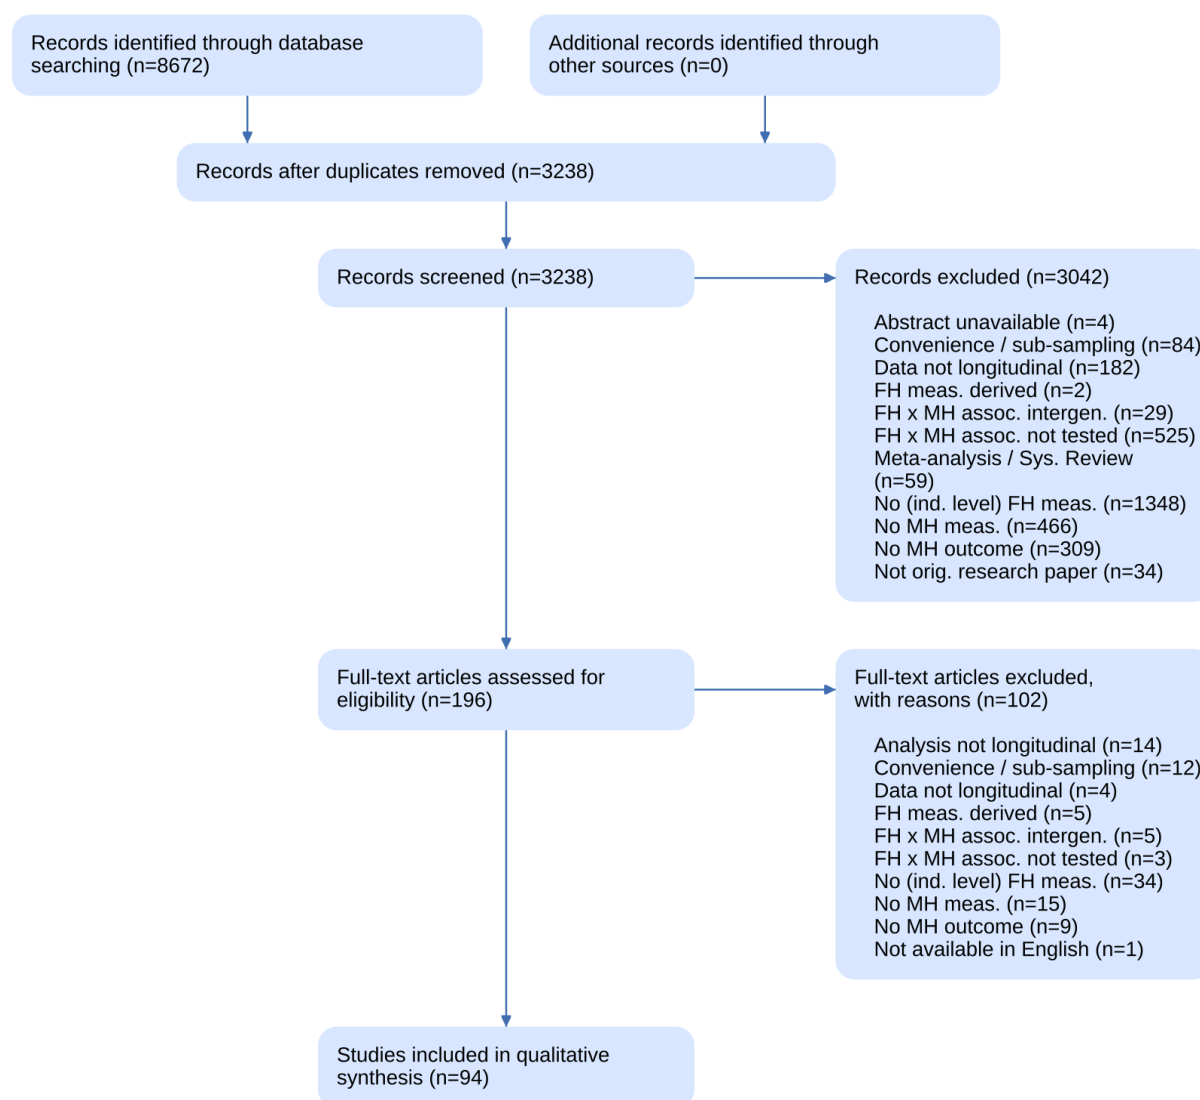 Records identified through database
searching (n=8672)
Additional records identified through
other sources (n=0)
Records after duplicates removed (n=3238)
Records screened (n=3238)
Records excluded (n=3042)
Abstract unavailable (n=4)
Convenience / sub-sampling (n=84)
Data not longitudinal (n=182)
FH meas. derived (n=2)
FH x MH assoc. intergen. (n=29)
FH x MH assoc. not tested (n=525)
Meta-analysis / Sys. Review
(n=59)
No (ind. level) FH meas. (n=1348)
No MH meas. (n=466)
No MH outcome (n=309)
Not orig. research paper (n=34)
Full-text articles assessed for
eligibility (n=196)
Full-text articles excluded,
with reasons (n=102)
Analysis not longitudinal (n=14)
Convenience / sub-sampling (n=12)
Data not longitudinal (n=4)
FH meas. derived (n=5)
FH x MH assoc. intergen. (n=5)
FH x MH assoc. not tested (n=3)
No (ind. level) FH meas. (n=34)
No MH meas. (n=15)
No MH outcome (n=9)
Not available in English (n=1)
Studies included in qualitative
synthesis (n=94)